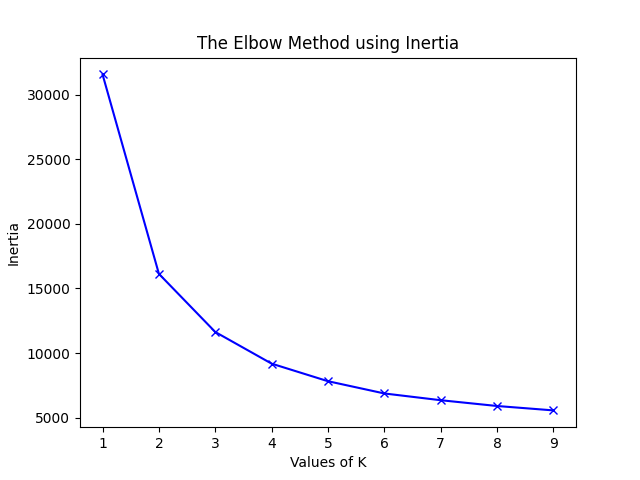 The Elbow Method using Inertia
30000
25000
20000
15000
10000
5000
Inertia
1 2 3 4 5 6 7 8 9
Values of K